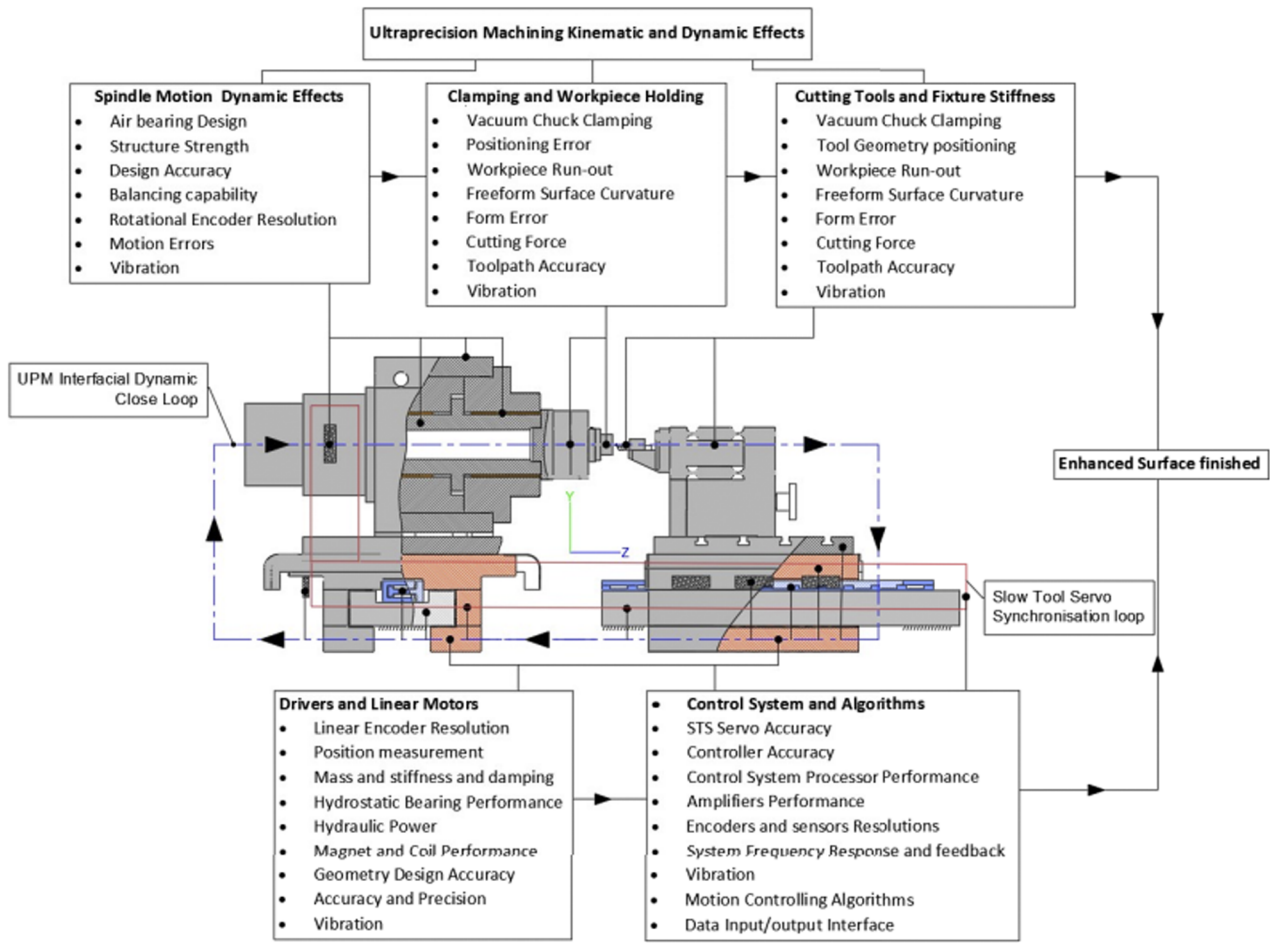 Ultraprecision Machining Kinematic and Dynamic Effects
Spindle Motion Dynamic Effects
• Air bearing Design
• Structure Strength
• Design Accuracy
• Balancing capability
• Rotational Encoder Resolution
• Motion Errors
• Vibration
Clamping and Workpiece Holding
• Vacuum Chuck Clamping
• Positioning Error
• Workpiece Run-out
• Freeform Surface Curvature
• Form Error
• Cutting Force
• Toolpath Accuracy
• Vibration
Cutting Tools and Fixture Stiffness
• Vacuum Chuck Clamping
• Tool Geometry positioning
• Workpiece Run-out
• Freeform Surface Curvature
• Form Error
• Cutting Force
• Toolpath Accuracy
• Vibration
UPM Interfacial Dynamic
Close Loop
Enhanced Surface finished
Y
Z
Slow Tool Servo
Synchronisation loop
Drivers and Linear Motors
• Linear Encoder Resolution
• Position measurement
• Mass and stiffness and damping
• Hydrostatic Bearing Performance
• Hydraulic Power
• Magnet and Coil Performance
• Geometry Design Accuracy
• Accuracy and Precision
• Vibration
• Control System and Algorithms
• STS Servo Accuracy
• Controller Accuracy
• Control System Processor Performance
• Amplifiers Performance
• Encoders and sensors Resolutions
• System Frequency Response and feedback
• Vibration
• Motion Controlling Algorithms
• Data Input/output Interface